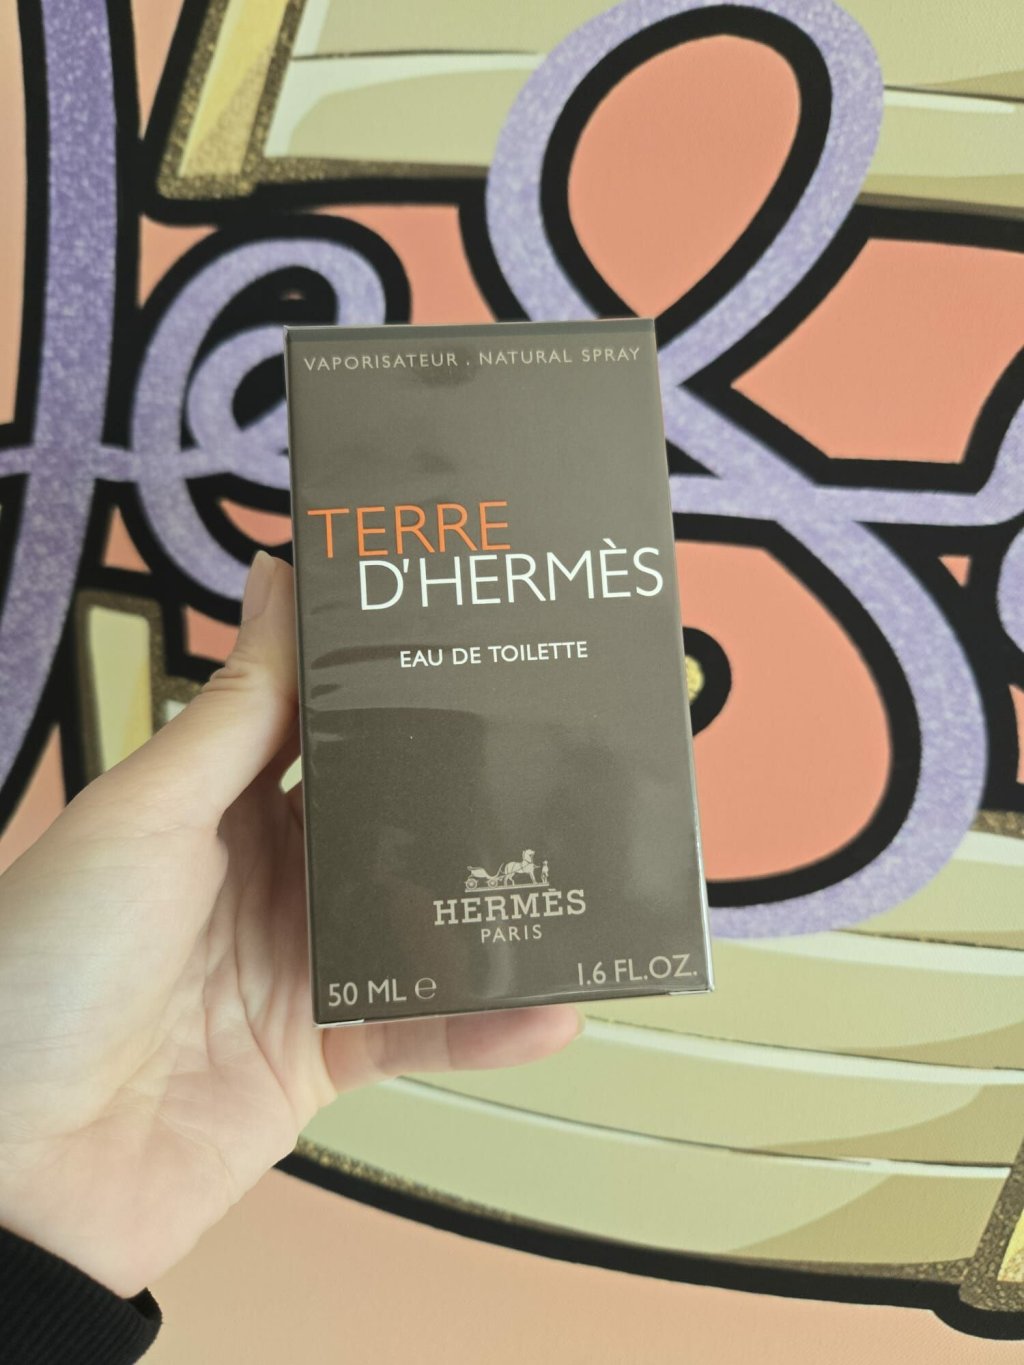 VAPORISATEUR . NATURAL SPRAY
TERRE
D'HERMÈS
EAU DE TOILETTE
HERMÈS
PARIS
50 ML ℮
1.6 FL.OZ.